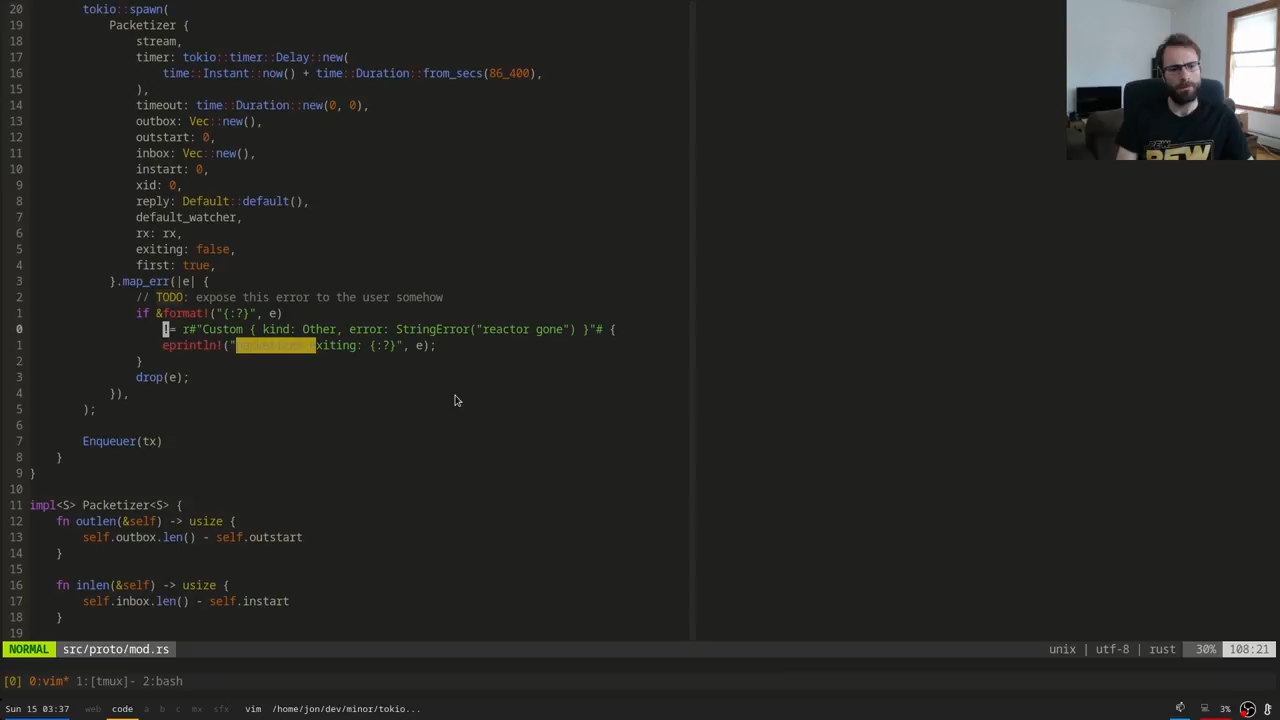 20 tokio::spawn(
19 Packetizer {
18 stream,
17 timer: tokio::timer::Delay::new(
16 time::Instant::now() + time::Duration::from_secs(86_400),
15 ),
14 timeout: time::Duration::new(0, 0),
13 outbox: Vec::new(),
12 outstart: 0,
11 inbox: Vec::new(),
10 instart: 0,
9 xid: 0,
8 reply: Default::default(),
7 default_watcher,
6 rx: rx,
5 exiting: false,
4 first: true,
3 }.map_err(|e| {
2 // TODO: expose this error to the user somehow
1 if &format!("{:?}", e)
0 != r#"Custom { kind: Other, error: StringError("reactor gone") }"# {
1 eprintln!("packetizer exiting: {:?}", e);
2 }
3 drop(e);
4 }),
5 );
6
7 Enqueuer(tx)
8 }
9 }
10
11 impl<S> Packetizer<S> {
12 fn outlen(&self) -> usize {
13 self.outbox.len() - self.outstart
14 }
15
16 fn inlen(&self) -> usize {
17 self.inbox.len() - self.instart
18 }
19
NORMAL src/proto/mod.rs unix | utf-8 | rust 30% 108:21
[0] 0:vim* 1:[tmux]- 2:bash
Sun 15 03:37 web code a b c mx sfx vim /home/jon/dev/minor/tokio... 3%
PEW
PEW